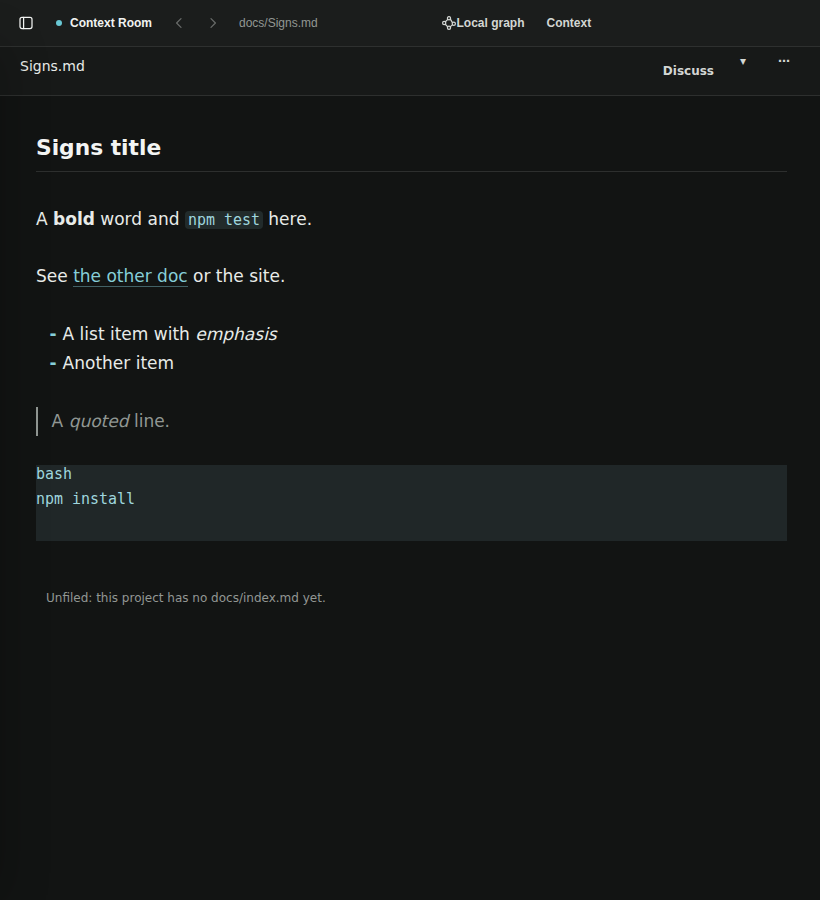 Context Room docs/Signs.md Local graph Context
Signs.md
Discuss ▾ ···
Signs title
A bold word and npm test here.
See the other doc or the site.
- A list item with emphasis
- Another item
A quoted line.
bash
npm install
Unfiled: this project has no docs/index.md yet.